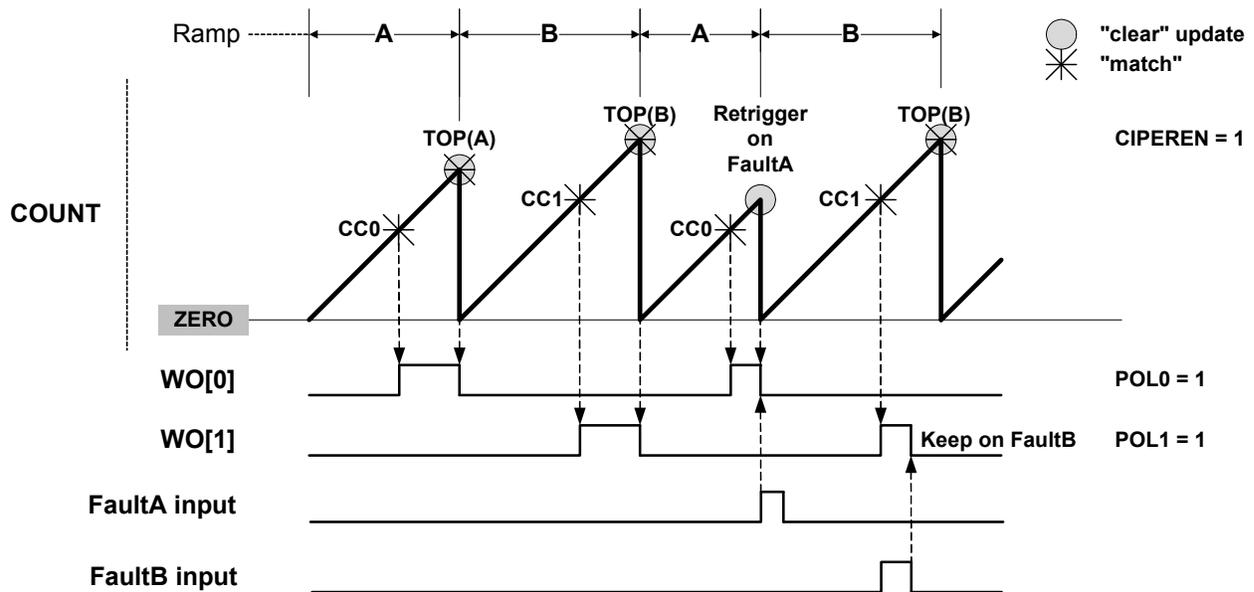 Ramp
A
B
A
B
"clear" update
"match"
TOP(A)
TOP(B)
Retrigger
on
FaultA
TOP(B)
CIPEREN = 1
COUNT
CC0
CC1
CC0
CC1
ZERO
WO[0]
POL0 = 1
WO[1]
Keep on FaultB
POL1 = 1
FaultA input
FaultB input